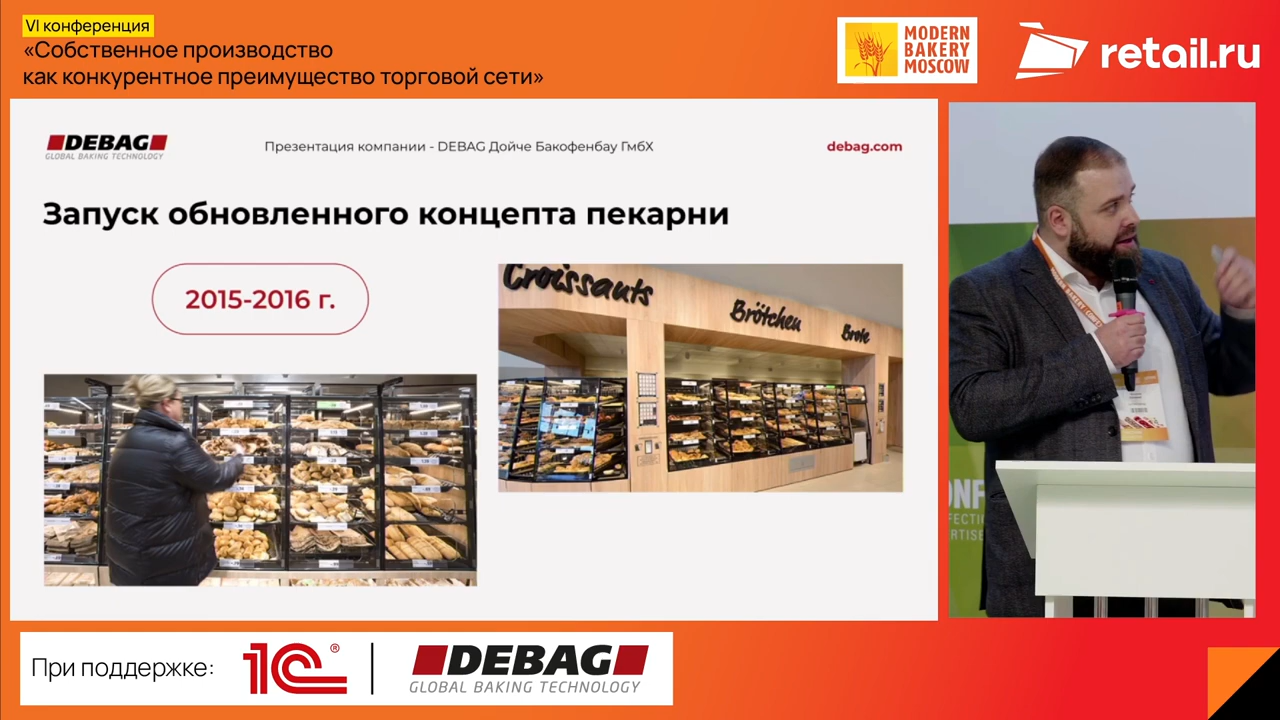 VI конференция
«Собственное производство
как конкурентное преимущество торговой сети»
MODERN
BAKERY
MOSCOW
retail.ru
DEBAG
GLOBAL BAKING TECHNOLOGY
Презентация компании - DEBAG Дойче Бакофенбау ГмбХ
debag.com
Запуск обновленного концепта пекарни
2015-2016 г.
Croissants
Brötchen
Brote
При поддержке:
1С®
DEBAG
GLOBAL BAKING TECHNOLOGY